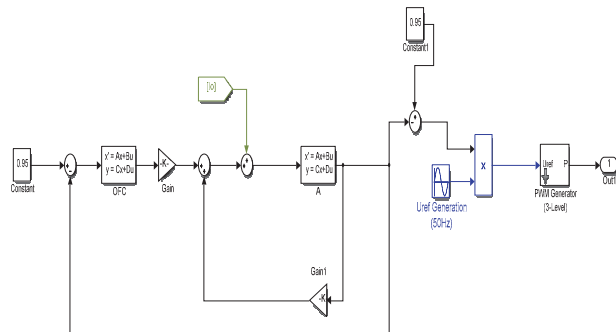 0.95
Constant1
[io]
0.95
Constant
x' = Ax+Bu
y = Cx+Du
OFC
-K-
Gain
x' = Ax+Bu
y = Cx+Du
A
Uref Generation
(50Hz)
X
Uref
P
PWM Generator
(3-Level)
1
Out1
Gain1
-K